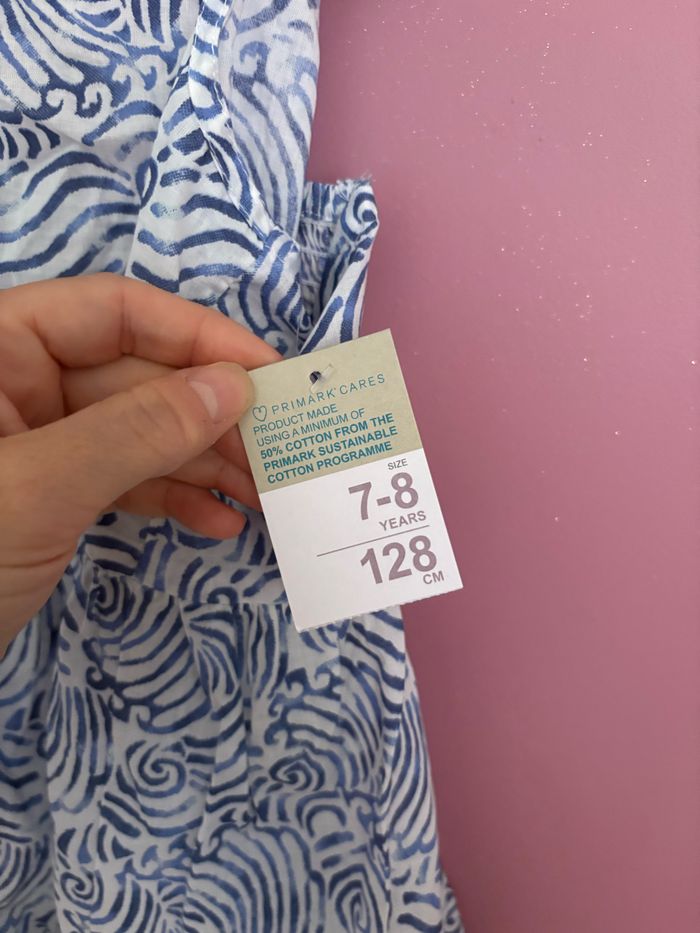 PRIMARK CARES
PRODUCT MADE
USING A MINIMUM OF
50% COTTON FROM THE
PRIMARK SUSTAINABLE
COTTON PROGRAMME
SIZE
7-8
YEARS
128
CM